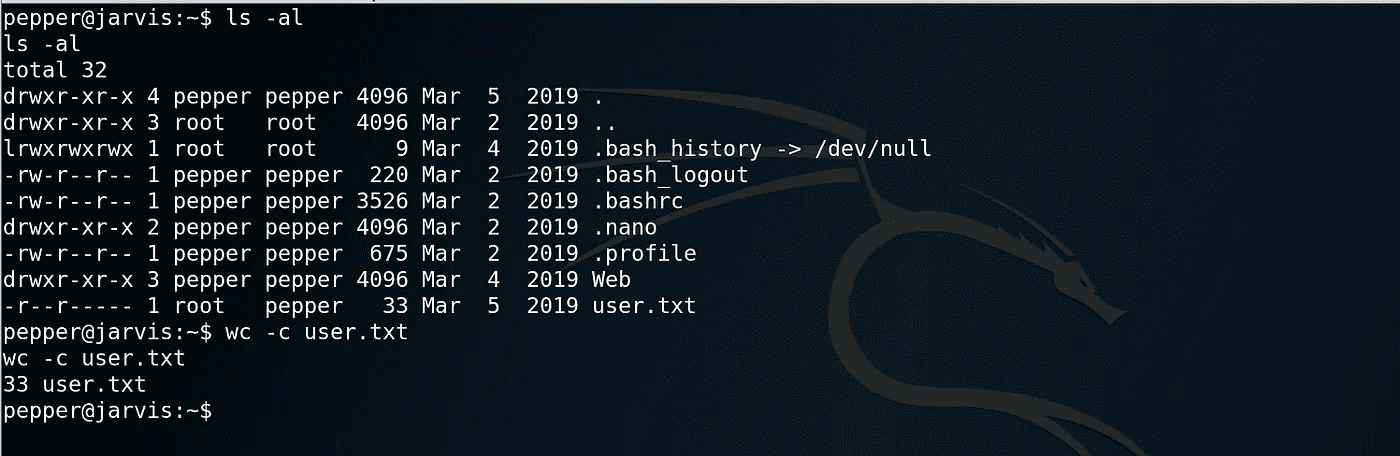 pepper@jarvis:~$ ls -al
ls -al
total 32
drwxr-xr-x 4 pepper pepper 4096 Mar  5  2019 .
drwxr-xr-x 3 root   root   4096 Mar  2  2019 ..
lrwxrwxrwx 1 root   root      9 Mar  4  2019 .bash_history -> /dev/null
-rw-r--r-- 1 pepper pepper  220 Mar  2  2019 .bash_logout
-rw-r--r-- 1 pepper pepper 3526 Mar  2  2019 .bashrc
drwxr-xr-x 2 pepper pepper 4096 Mar  2  2019 .nano
-rw-r--r-- 1 pepper pepper  675 Mar  2  2019 .profile
drwxr-xr-x 3 pepper pepper 4096 Mar  4  2019 Web
-r--r----- 1 root   pepper   33 Mar  5  2019 user.txt
pepper@jarvis:~$ wc -c user.txt
wc -c user.txt
33 user.txt
pepper@jarvis:~$